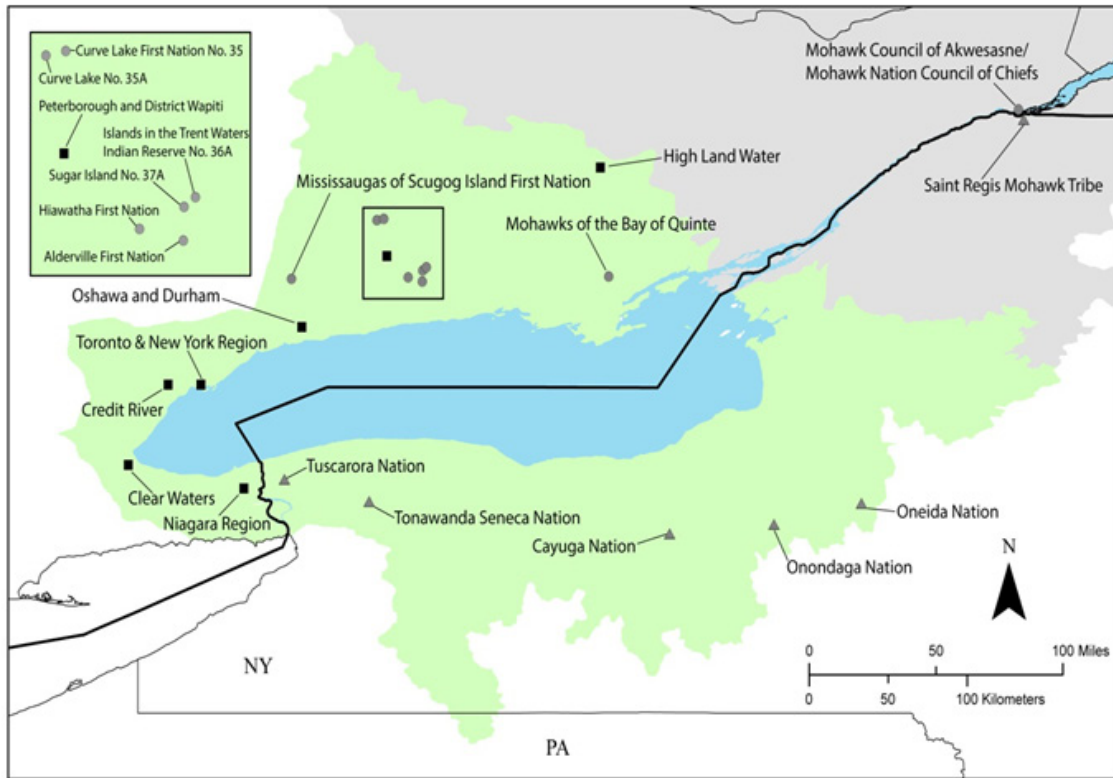 Curve Lake First Nation No. 35
Curve Lake No. 35A
Peterborough and District Wapiti
Islands in the Trent Waters
Indian Reserve No. 36A
Sugar Island No. 37A
Hiawatha First Nation
Alderville First Nation
Mohawk Council of Akwesasne/
Mohawk Nation Council of Chiefs
High Land Water
Saint Regis Mohawk Tribe
Mississaugas of Scugog Island First Nation
Mohawks of the Bay of Quinte
Oshawa and Durham
Toronto & New York Region
Credit River
Clear Waters
Niagara Region
Tuscarora Nation
Tonawanda Seneca Nation
Cayuga Nation
Oneida Nation
Onondaga Nation
N
0 50 100 Miles
0 50 100 Kilometers
NY
PA